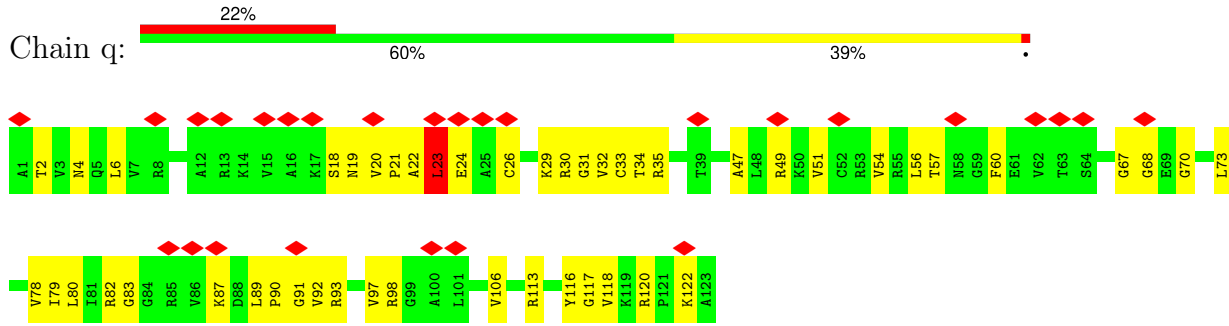 22%
Chain q:
60% 39% •
A1 T2 V3 N4 Q5 L6 V7 R8 A12 R13 K14 V15 A16 K17 S18 N19 V20 P21 A22 L23 E24 A25 C26 K29 R30 G31 V32 C33 T34 R35 T39 A47 L48 R49 K50 V51 C52 R53 V54 R55 L56 T57 N58 G59 F60 E61 V62 T63 S64 G67 G68 E69 G70 L73
V78 I79 L80 I81 R82 G83 G84 R85 V86 K87 D88 L89 P90 G91 V92 R93 V97 R98 G99 A100 L101 V106 R113 Y116 G117 V118 K119 R120 P121 K122 A123